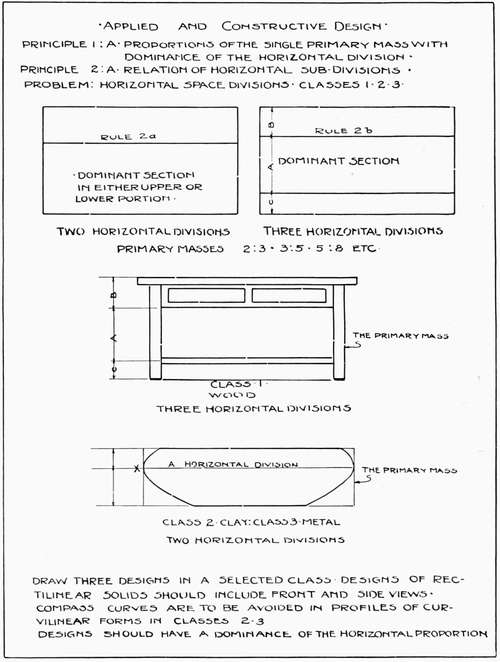 ·APPLIED AND CONSTRUCTIVE DESIGN·
PRINCIPLE 1: A· PROPORTIONS OF THE SINGLE PRIMARY MASS WITH
DOMINANCE OF THE HORIZONTAL DIVISION·
PRINCIPLE 2: A· RELATION OF HORIZONTAL SUB-DIVISIONS·
PROBLEM: HORIZONTAL SPACE DIVISIONS· CLASSES 1·2·3·
RULE 2a
·DOMINANT SECTION
IN EITHER UPPER OR
LOWER PORTION·
B
RULE 2b
A
DOMINANT SECTION
C
TWO HORIZONTAL DIVISIONS
THREE HORIZONTAL DIVISIONS
PRIMARY MASSES 2:3· 3:5· 5:8 ETC·
B
A
C
THE PRIMARY MASS
CLASS·1·
WOOD
THREE HORIZONTAL DIVISIONS
X
A HORIZONTAL DIVISION
THE PRIMARY MASS
CLASS 2·CLAY:CLASS3·METAL
TWO HORIZONTAL DIVISIONS
DRAW THREE DESIGNS IN A SELECTED CLASS· DESIGNS OF REC-
TILINEAR SOLIDS SHOULD INCLUDE FRONT AND SIDE VIEWS·
COMPASS CURVES ARE TO BE AVOIDED IN PROFILES OF CUR-
VILINEAR FORMS IN CLASSES 2·3
DESIGNS SHOULD HAVE A DOMINANCE OF THE HORIZONTAL PROPORTION